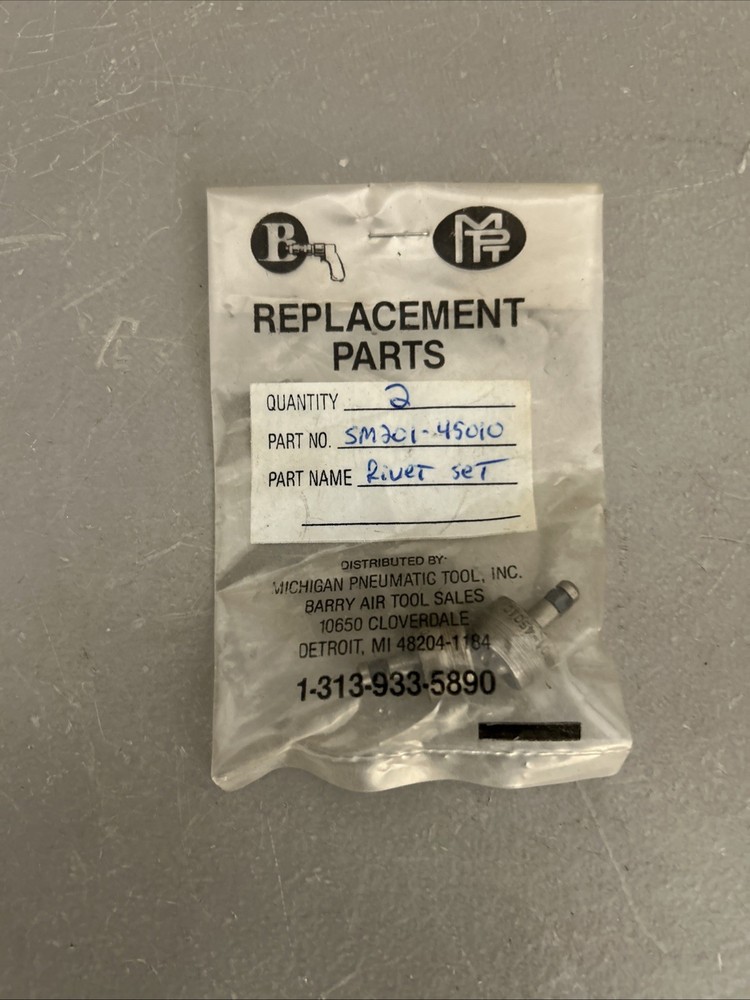 B MPT
REPLACEMENT
PARTS
QUANTITY 2
PART NO. SM201-45010
PART NAME Rivet Set
DISTRIBUTED BY:
MICHIGAN PNEUMATIC TOOL, INC.
BARRY AIR TOOL SALES
10650 CLOVERDALE
DETROIT, MI 48204-1184
1-313-933-5890